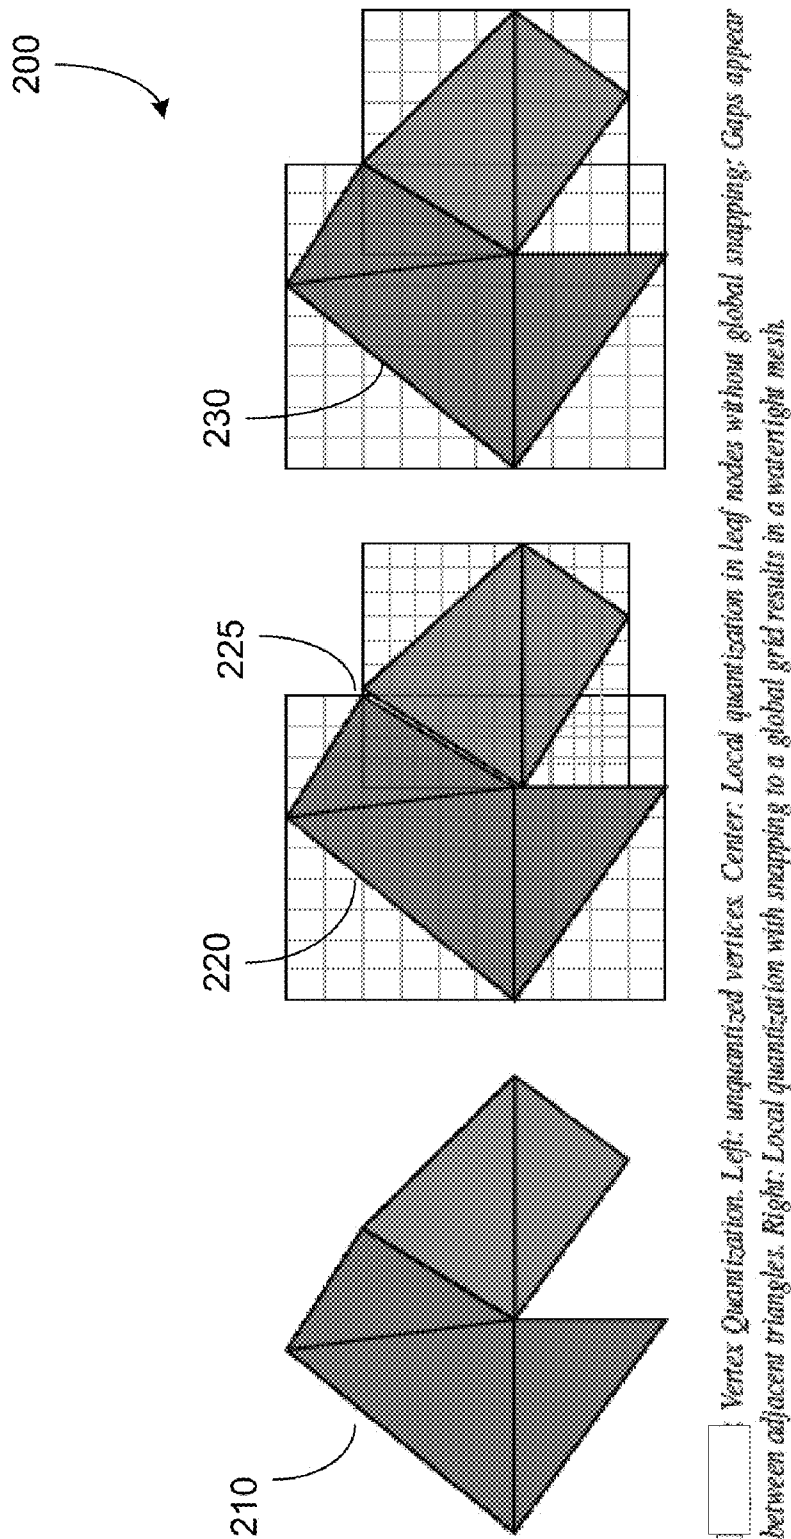 200
210
220
225
230
Vertex Quantization. Left: unquantized vertices. Center: Local quantization in leaf nodes without global snapping: Gaps appear
between adjacent triangles. Right: Local quantization with snapping to a global grid results in a watertight mesh.